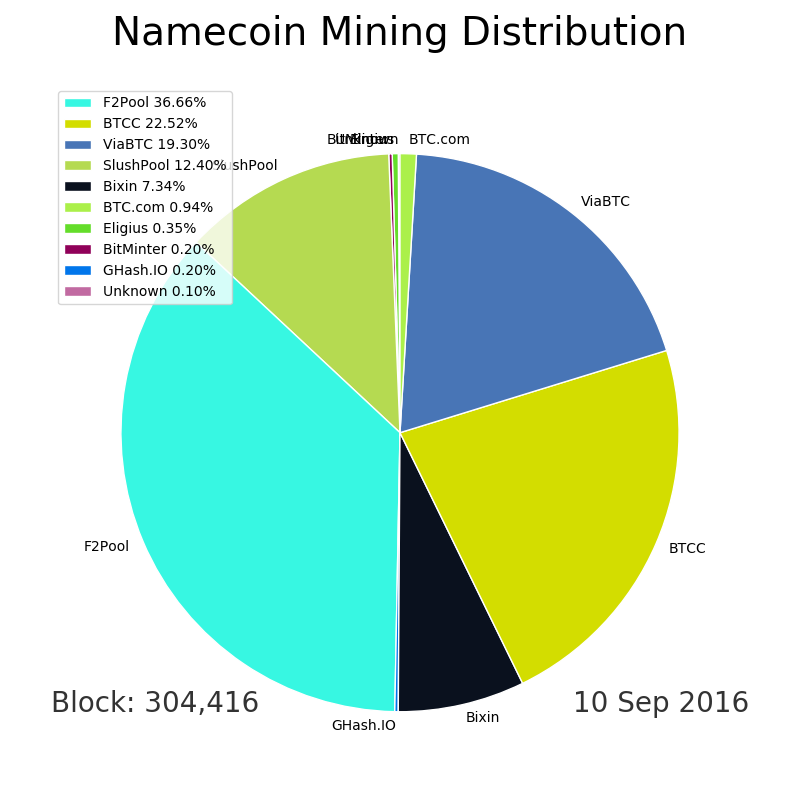 Namecoin Mining Distribution
F2Pool 36.66%
BTCC 22.52%
ViaBTC 19.30%
SlushPool 12.40%
Bixin 7.34%
BTC.com 0.94%
Eligius 0.35%
BitMinter 0.20%
GHash.IO 0.20%
Unknown 0.10%
BTC.com
ViaBTC
F2Pool
BTCC
GHash.IO
Bixin
Block: 304,416
10 Sep 2016